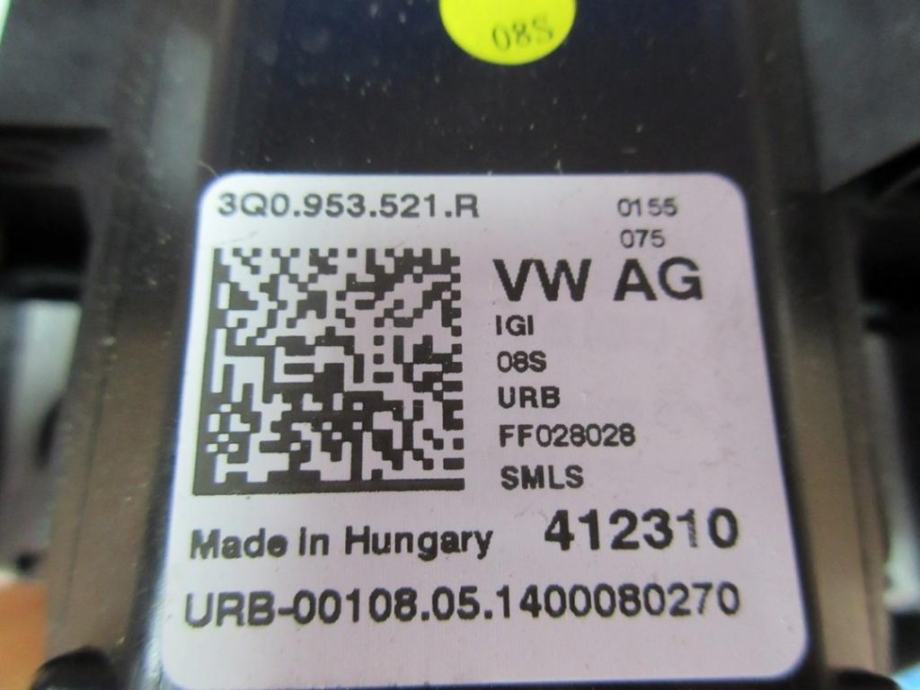 08S
3Q0.953.521.R
0155
075
VW AG
IGI
08S
URB
FF028028
SMLS
Made in Hungary 412310
URB-00108.05.1400080270